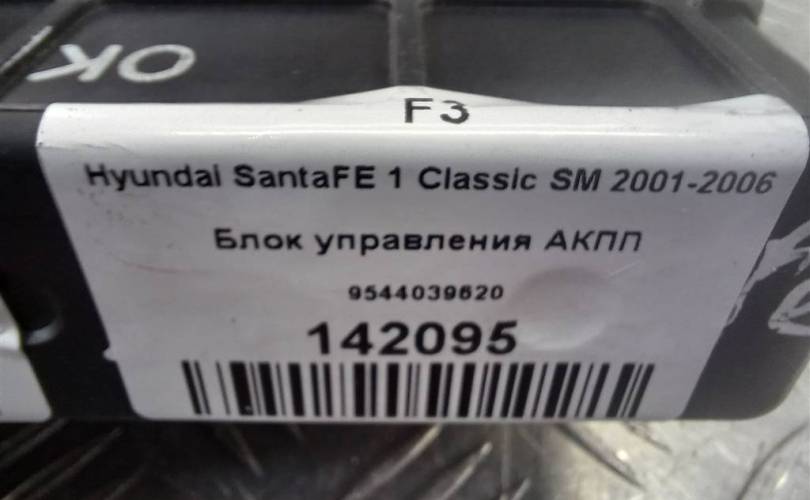 OK
F3
Hyundai SantaFE 1 Classic SM 2001-2006
Блок управления АКПП
9544039620
142095